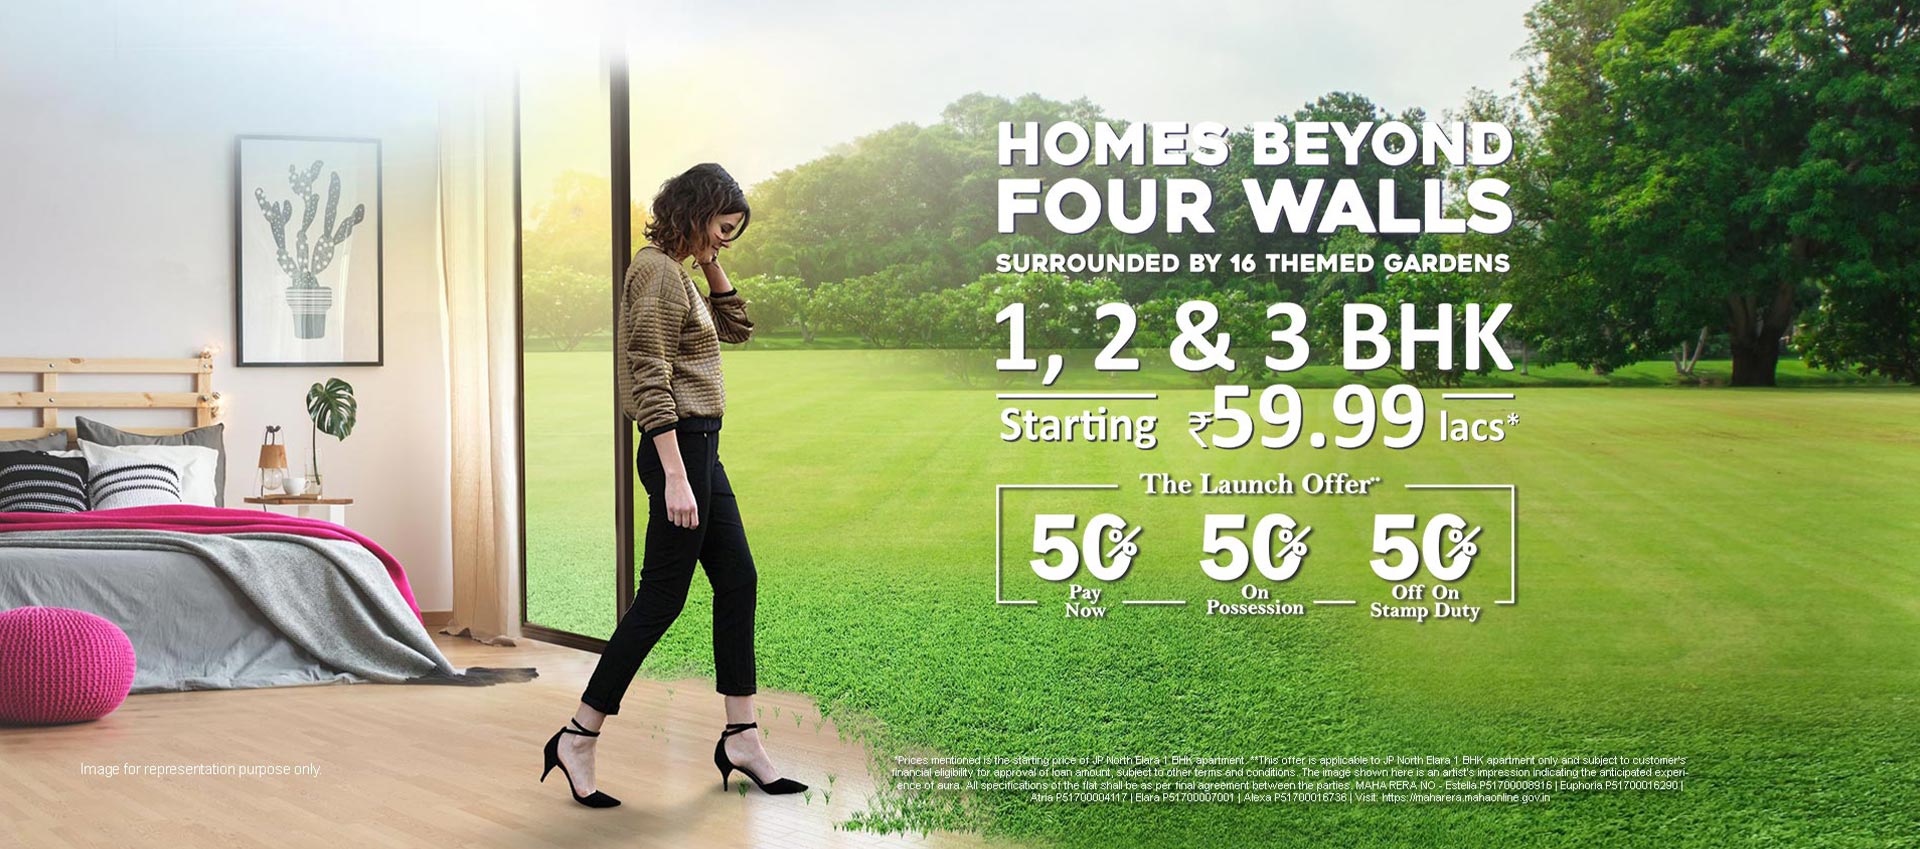 HOMES BEYOND
FOUR WALLS
SURROUNDED BY 16 THEMED GARDENS
1, 2 & 3 BHK
Starting ₹59.99 lacs*
The Launch Offer**
50% 50% 50%
Pay Now
On Possession
Off On Stamp Duty
Image for representation purpose only.
*Prices mentioned is the starting price of JP North Elara 1 BHK apartment. **This offer is applicable to JP North Elara 1 BHK apartment only and subject to customer's
financial eligibility for approval of loan amount, subject to other terms and conditions. The image shown here is an artist's impression indicating the anticipated experi-
ence of aura. All specifications of the flat shall be as per final agreement between the parties. MAHA RERA NO - Estella P51700008916 | Euphoria P51700016290 |
Atria P51700004117 | Elara P51700007001 | Alexa P51700016736 | Visit: https://maharera.mahaonline.gov.in